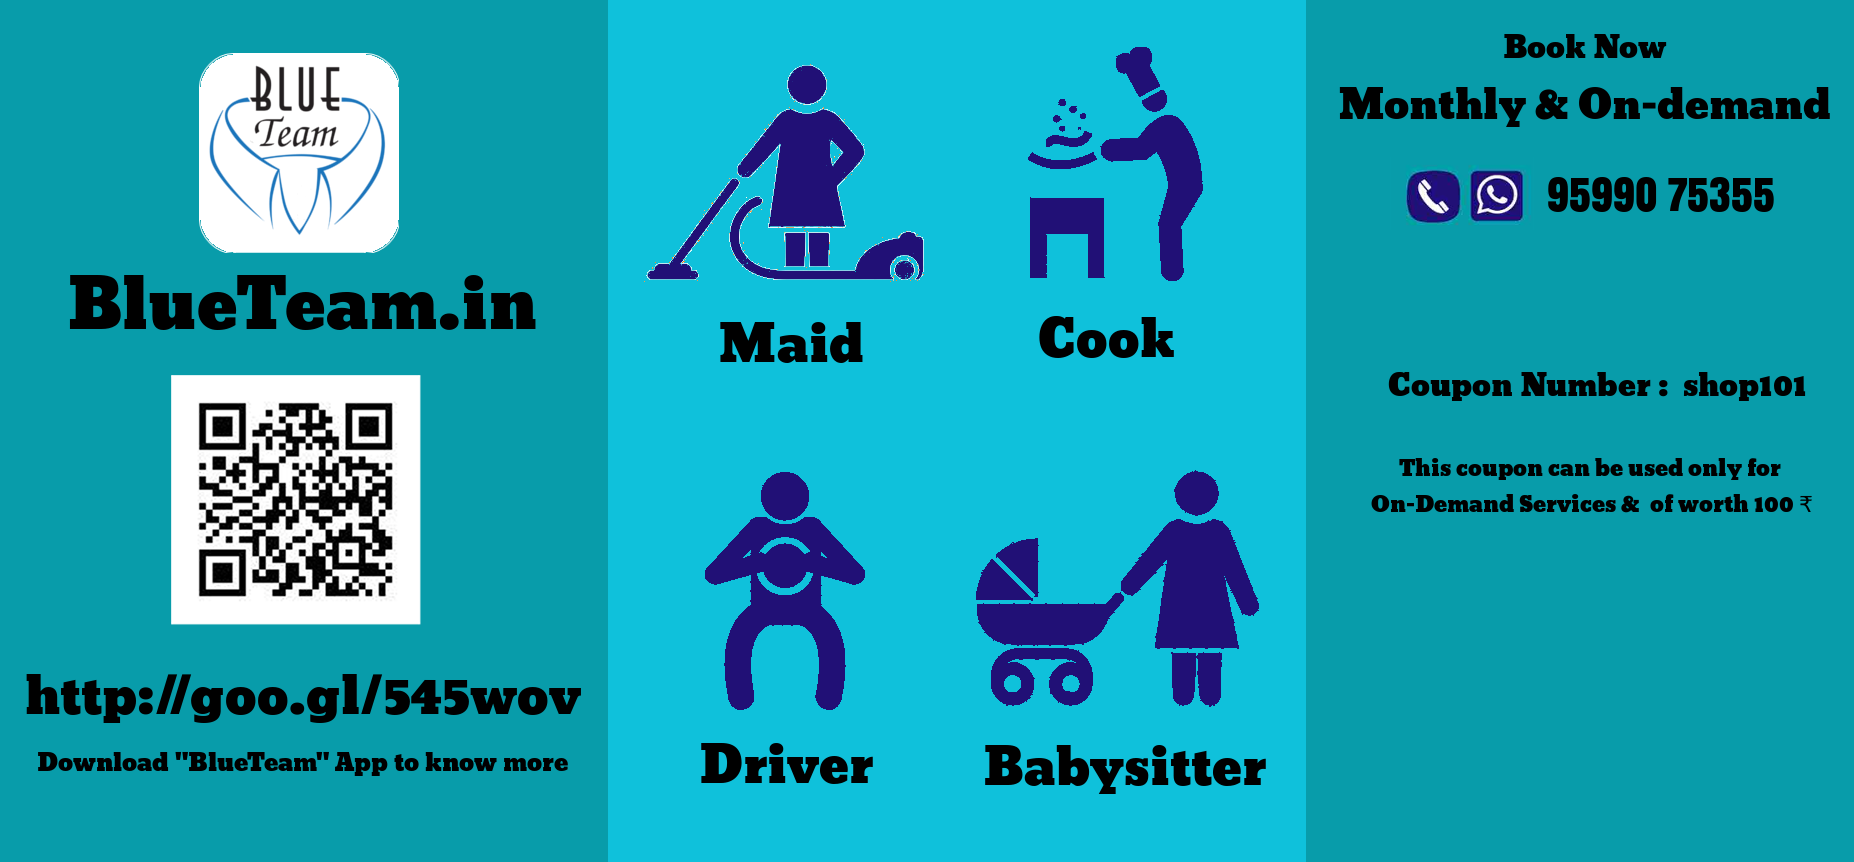 BLUE
Team
BlueTeam.in
http://goo.gl/545wov
Download "BlueTeam" App to know more
Maid
Cook
Driver
Babysitter
Book Now
Monthly & On-demand
95990 75355
Coupon Number : shop101
This coupon can be used only for
On-Demand Services & of worth 100 ₹